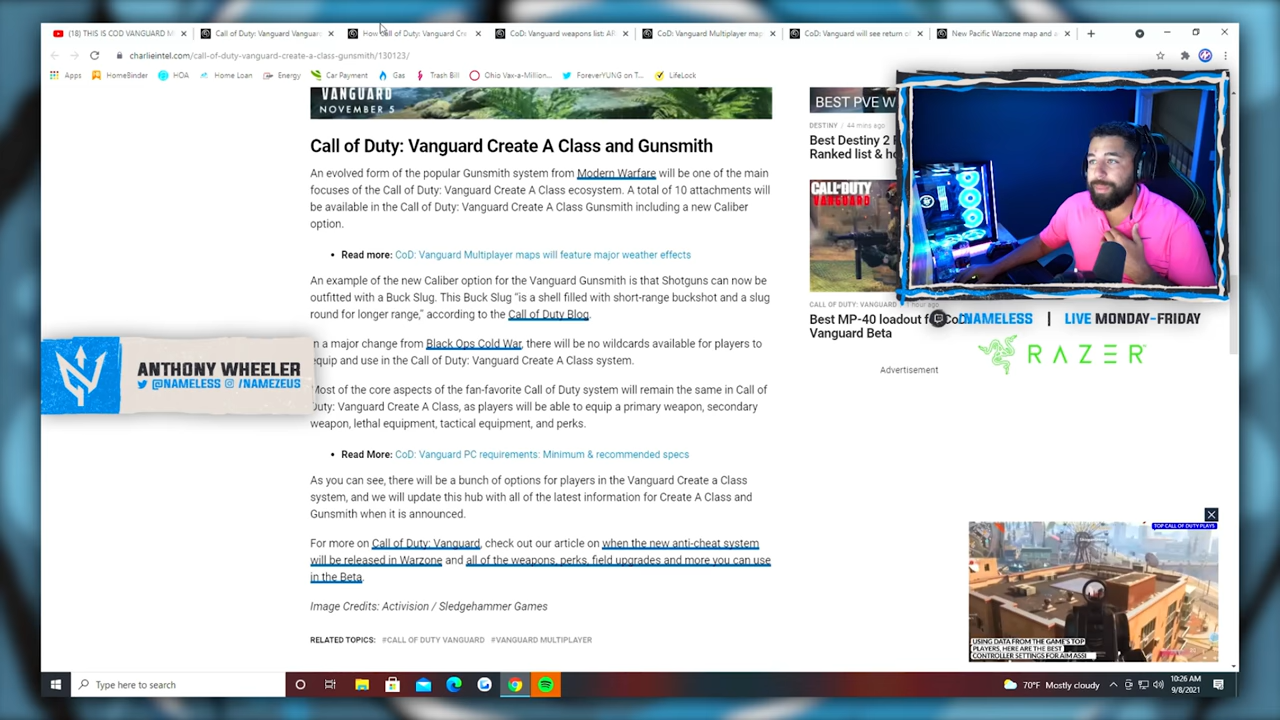 (18) THIS IS COD VANGUARD M
Call of Duty: Vanguard Vanguar
How Call of Duty: Vanguard Cre
CoD: Vanguard weapons list: AR
CoD: Vanguard Multiplayer map
CoD: Vanguard will see return of
New Pacific Warzone map and a
charlieintel.com/call-of-duty-vanguard-create-a-class-gunsmith/130123/
Apps
HomeBinder
HOA
Home Loan
Energy
Car Payment
Gas
Trash Bill
Ohio Vax-a-Million...
ForeverYUNG on T...
LifeLock
VANGUARD
NOVEMBER 5
Call of Duty: Vanguard Create A Class and Gunsmith
An evolved form of the popular Gunsmith system from Modern Warfare will be one of the main
focuses of the Call of Duty: Vanguard Create A Class ecosystem. A total of 10 attachments will
be available in the Call of Duty: Vanguard Create A Class Gunsmith including a new Caliber
option.
• Read more: CoD: Vanguard Multiplayer maps will feature major weather effects
An example of the new Caliber option for the Vanguard Gunsmith is that Shotguns can now be
outfitted with a Buck Slug. This Buck Slug “is a shell filled with short-range buckshot and a slug
round for longer range,” according to the Call of Duty Blog.
In a major change from Black Ops Cold War, there will be no wildcards available for players to
equip and use in the Call of Duty: Vanguard Create A Class system.
Most of the core aspects of the fan-favorite Call of Duty system will remain the same in Call of
Duty: Vanguard Create A Class, as players will be able to equip a primary weapon, secondary
weapon, lethal equipment, tactical equipment, and perks.
• Read More: CoD: Vanguard PC requirements: Minimum & recommended specs
As you can see, there will be a bunch of options for players in the Vanguard Create a Class
system, and we will update this hub with all of the latest information for Create A Class and
Gunsmith when it is announced.
For more on Call of Duty: Vanguard, check out our article on when the new anti-cheat system
will be released in Warzone and all of the weapons, perks, field upgrades and more you can use
in the Beta.
Image Credits: Activision / Sledgehammer Games
RELATED TOPICS: #CALL OF DUTY VANGUARD #VANGUARD MULTIPLAYER
ANTHONY WHEELER
@NAMELESS /NAMEZEUS
BEST PVE W
DESTINY / 44 mins ago
Best Destiny 2
Ranked list & h
CALL OF DUTY
VANGUARD
CALL OF DUTY: VANGUARD / 1 hour ago
Best MP-40 loadout for CoD:
Vanguard Beta
/NAMELESS | LIVE MONDAY-FRIDAY
RAZER
Advertisement
TOP CALL OF DUTY PLAYS
USING DATA FROM THE GAME'S TOP
PLAYERS, HERE ARE THE BEST
CONTROLLER SETTINGS FOR AIM ASSI
Type here to search
70°F Mostly cloudy
10:26 AM
9/8/2021